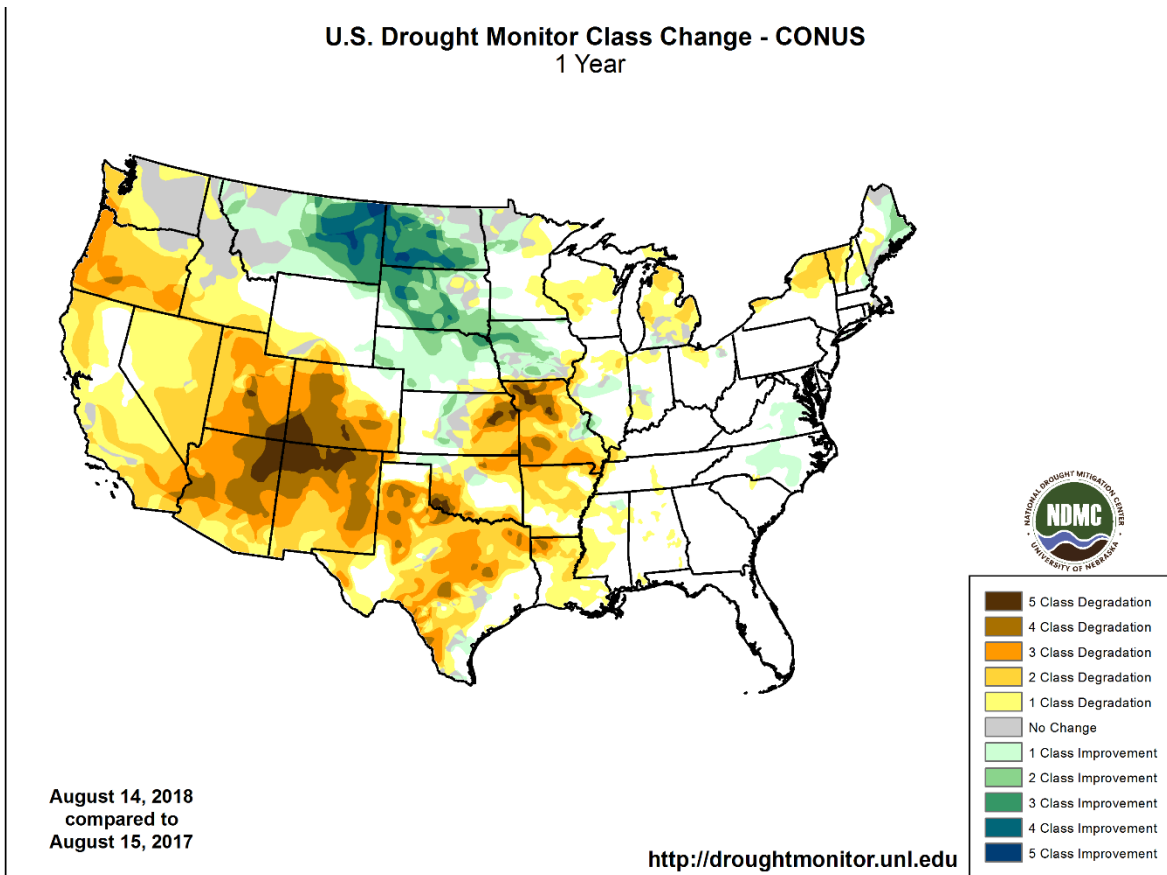 U.S. Drought Monitor Class Change - CONUS
1 Year
NATIONAL DROUGHT MITIGATION CENTER
NDMC
UNIVERSITY OF NEBRASKA
5 Class Degradation
4 Class Degradation
3 Class Degradation
2 Class Degradation
1 Class Degradation
No Change
1 Class Improvement
2 Class Improvement
3 Class Improvement
4 Class Improvement
5 Class Improvement
August 14, 2018
compared to
August 15, 2017
http://droughtmonitor.unl.edu